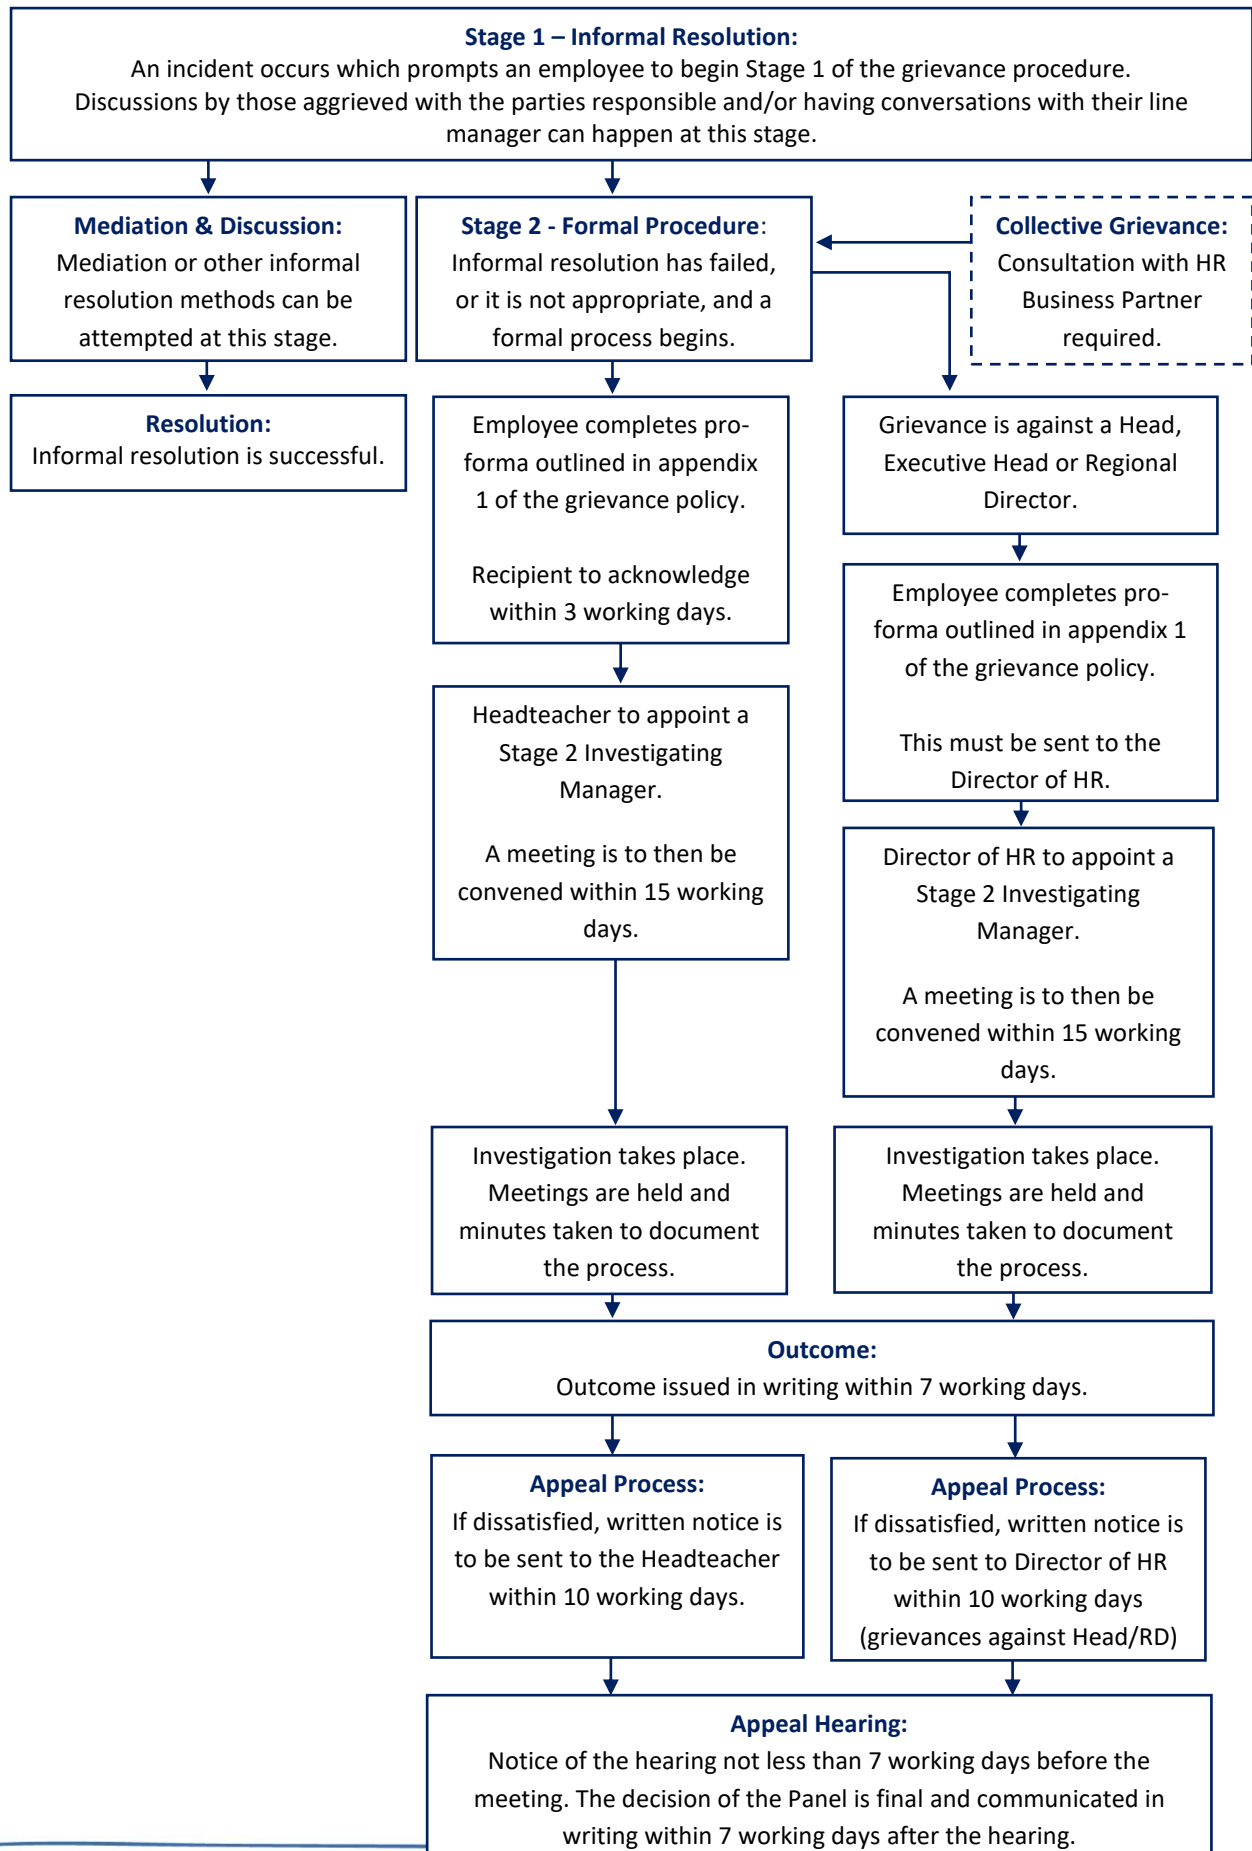 Stage 1 – Informal Resolution:
An incident occurs which prompts an employee to begin Stage 1 of the grievance procedure.
Discussions by those aggrieved with the parties responsible and/or having conversations with their line
manager can happen at this stage.
Mediation & Discussion:
Mediation or other informal
resolution methods can be
attempted at this stage.
Stage 2 - Formal Procedure:
Informal resolution has failed,
or it is not appropriate, and a
formal process begins.
Collective Grievance:
Consultation with HR
Business Partner
required.
Resolution:
Informal resolution is successful.
Employee completes pro-
forma outlined in appendix
1 of the grievance policy.
Recipient to acknowledge
within 3 working days.
Grievance is against a Head,
Executive Head or Regional
Director.
Employee completes pro-
forma outlined in appendix 1
of the grievance policy.
This must be sent to the
Director of HR.
Headteacher to appoint a
Stage 2 Investigating
Manager.
A meeting is to then be
convened within 15 working
days.
Director of HR to appoint a
Stage 2 Investigating
Manager.
A meeting is to then be
convened within 15 working
days.
Investigation takes place.
Meetings are held and
minutes taken to document
the process.
Investigation takes place.
Meetings are held and
minutes taken to document
the process.
Outcome:
Outcome issued in writing within 7 working days.
Appeal Process:
If dissatisfied, written notice is
to be sent to the Headteacher
within 10 working days.
Appeal Process:
If dissatisfied, written notice is
to be sent to Director of HR
within 10 working days
(grievances against Head/RD)
Appeal Hearing:
Notice of the hearing not less than 7 working days before the
meeting. The decision of the Panel is final and communicated in
writing within 7 working days after the hearing.